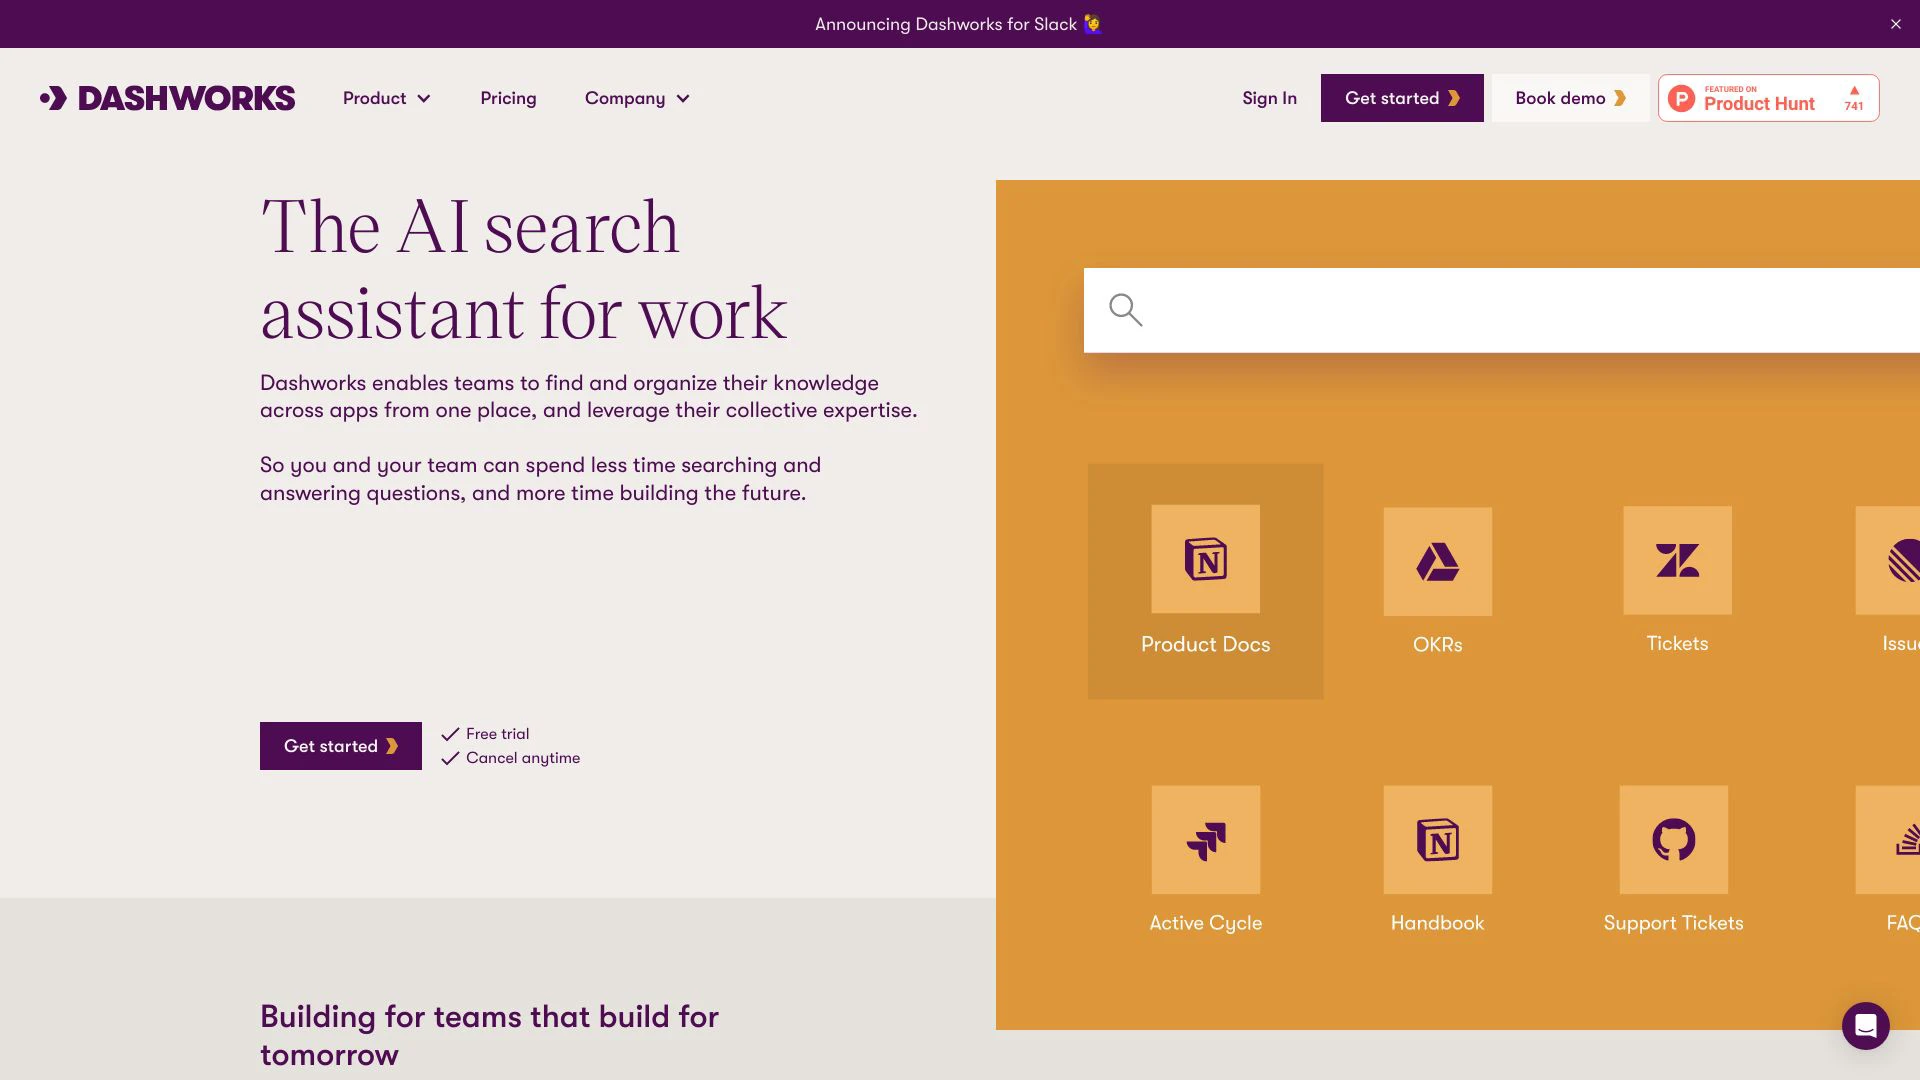 Announcing Dashworks for Slack 🙋‍♀️
DASHWORKS
Product
Pricing
Company
Sign In
Get started
Book demo
FEATURED ON
Product Hunt
741
The AI search
assistant for work
Dashworks enables teams to find and organize their knowledge
across apps from one place, and leverage their collective expertise.
So you and your team can spend less time searching and
answering questions, and more time building the future.
Get started
Free trial
Cancel anytime
Product Docs
OKRs
Tickets
Issu
Active Cycle
Handbook
Support Tickets
FAQ
Building for teams that build for
tomorrow